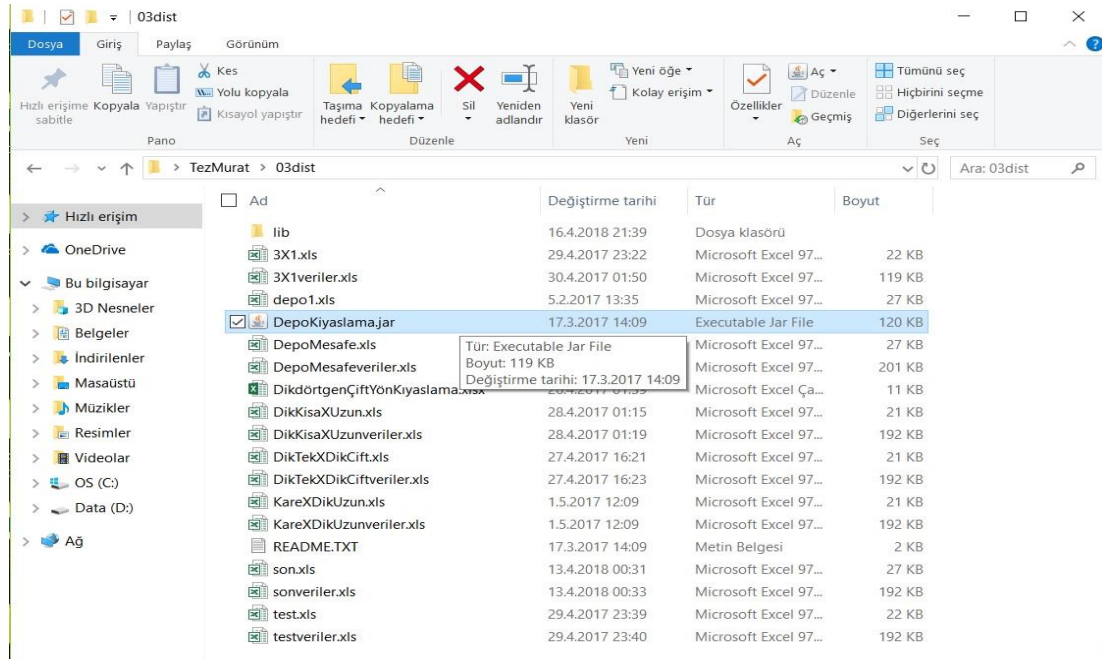 03dist
Dosya Giriş Paylaş Görünüm
Hızlı erişime sabitle
Kopyala
Yapıştır
Kes
Yolu kopyala
Kısayol yapıştır
Pano
Taşıma hedefi
Kopyalama hedefi
Sil
Yeniden adlandır
Düzenle
Yeni klasör
Yeni öğe
Kolay erişim
Yeni
Özellikler
Aç
Düzenle
Geçmiş
Aç
Tümünü seç
Hiçbirini seçme
Diğerlerini seç
Seç
TezMurat > 03dist
Ara: 03dist
Hızlı erişim
OneDrive
Bu bilgisayar
3D Nesneler
Belgeler
İndirilenler
Masaüstü
Müzikler
Resimler
Videolar
OS (C:)
Data (D:)
Ağ
Ad Değiştirme tarihi Tür Boyut
lib 16.4.2018 21:39 Dosya klasörü
3X1.xls 29.4.2017 23:22 Microsoft Excel 97... 22 KB
3X1veriler.xls 30.4.2017 01:50 Microsoft Excel 97... 119 KB
depo1.xls 5.2.2017 13:35 Microsoft Excel 97... 27 KB
DepoKiyaslama.jar 17.3.2017 14:09 Executable Jar File 120 KB
DepoMesafe.xls Microsoft Excel 97... 27 KB
DepoMesafeveriler.xls Microsoft Excel 97... 201 KB
Tür: Executable Jar File
Boyut: 119 KB
Değiştirme tarihi: 17.3.2017 14:09
DikdörtgenÇiftYönKıyaslama.xlsx Microsoft Excel Ça... 11 KB
DikKisaXUzun.xls 28.4.2017 01:15 Microsoft Excel 97... 21 KB
DikKisaXUzunveriler.xls 28.4.2017 01:19 Microsoft Excel 97... 192 KB
DikTekXDikCift.xls 27.4.2017 16:21 Microsoft Excel 97... 21 KB
DikTekXDikCiftveriler.xls 27.4.2017 16:23 Microsoft Excel 97... 192 KB
KareXDikUzun.xls 1.5.2017 12:09 Microsoft Excel 97... 21 KB
KareXDikUzunveriler.xls 1.5.2017 12:09 Microsoft Excel 97... 192 KB
README.TXT 17.3.2017 14:09 Metin Belgesi 2 KB
son.xls 13.4.2018 00:31 Microsoft Excel 97... 27 KB
sonveriler.xls 13.4.2018 00:33 Microsoft Excel 97... 192 KB
test.xls 29.4.2017 23:39 Microsoft Excel 97... 22 KB
testveriler.xls 29.4.2017 23:40 Microsoft Excel 97... 192 KB